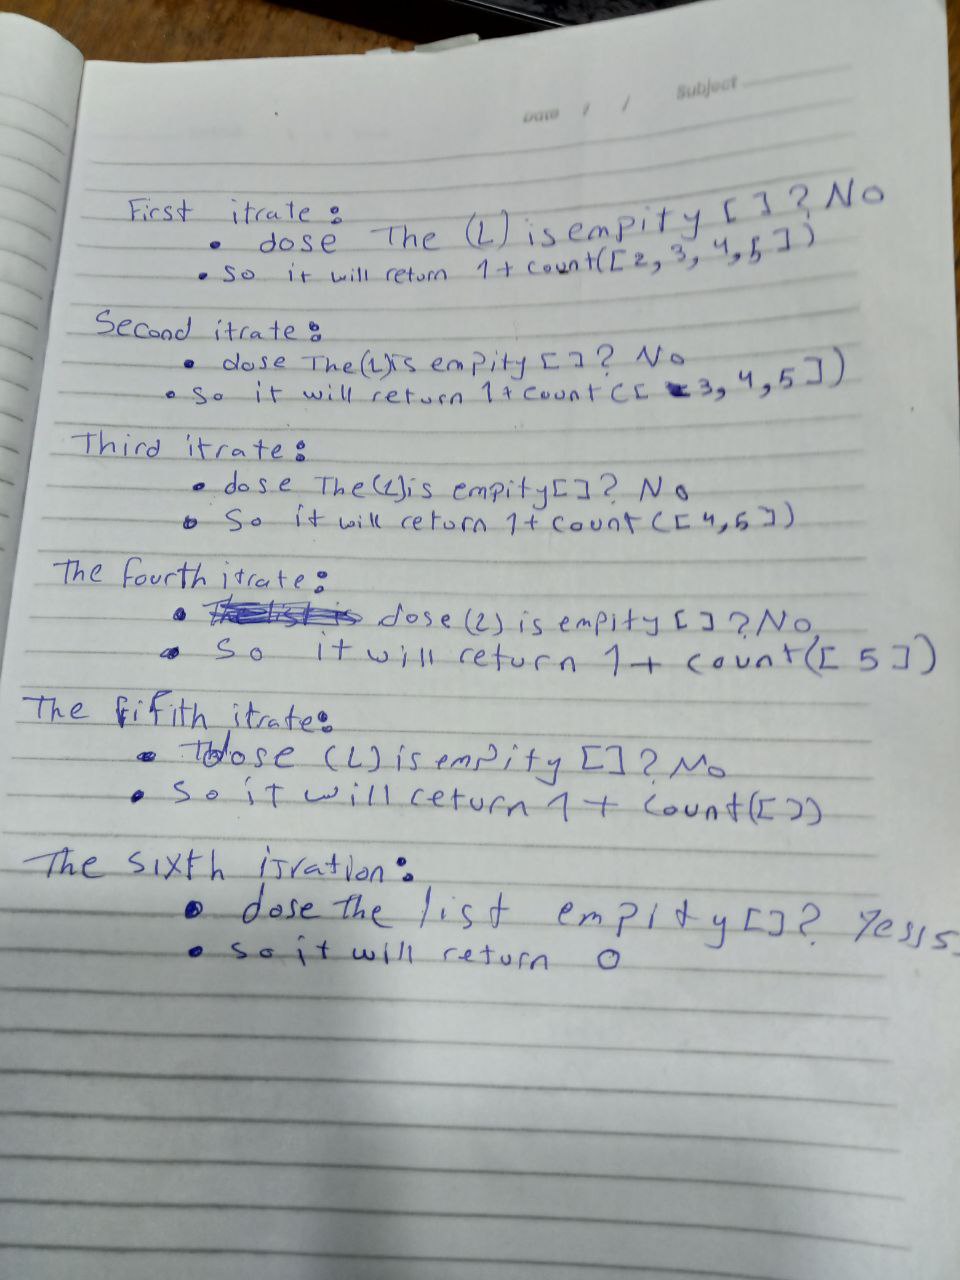 Date / / Subject
First itrate:
• dose The (L) is empity [ ] ? No
• so it will return 1 + count([2, 3, 4, 5])
Second itrate:
• dose The (L) is empity [ ] ? No
• So it will return 1 + count ([ 3, 4, 5 ])
Third itrate:
• dose The (L) is empity [ ] ? No
• So it will return 1 + count ([ 4, 5 ])
The fourth itrate:
• dose (L) is empity [ ] ? No
• So it will return 1 + count([ 5 ])
The fifith itrate:
• dose (L) is empity [ ] ? No
• So it will return 1 + count([ ])
The sixth itration:
• dose the list empity [ ] ? Yess
• so it will return 0